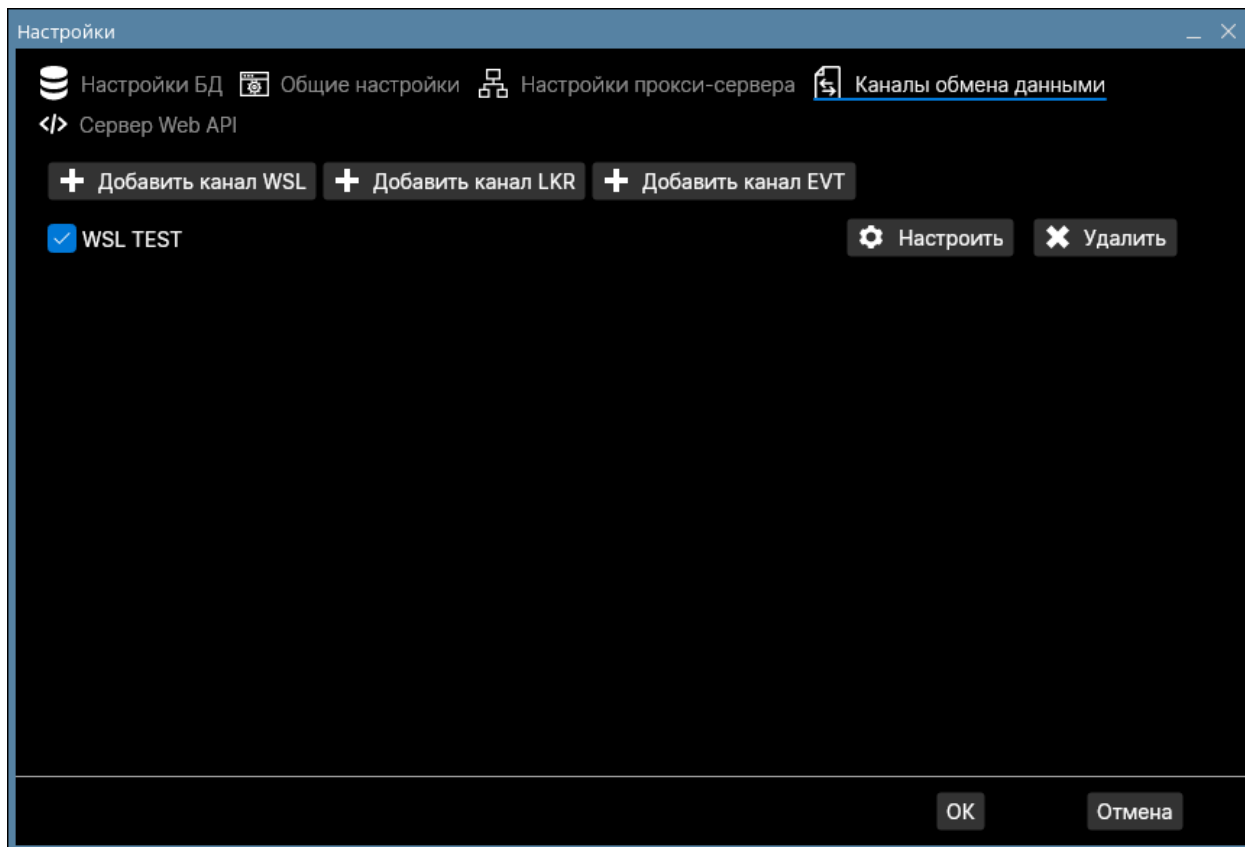 Настройки
Настройки БД Общие настройки Настройки прокси-сервера Каналы обмена данными
Сервер Web API
Добавить канал WSL Добавить канал LKR Добавить канал EVT
WSL TEST Настроить Удалить
OK Отмена